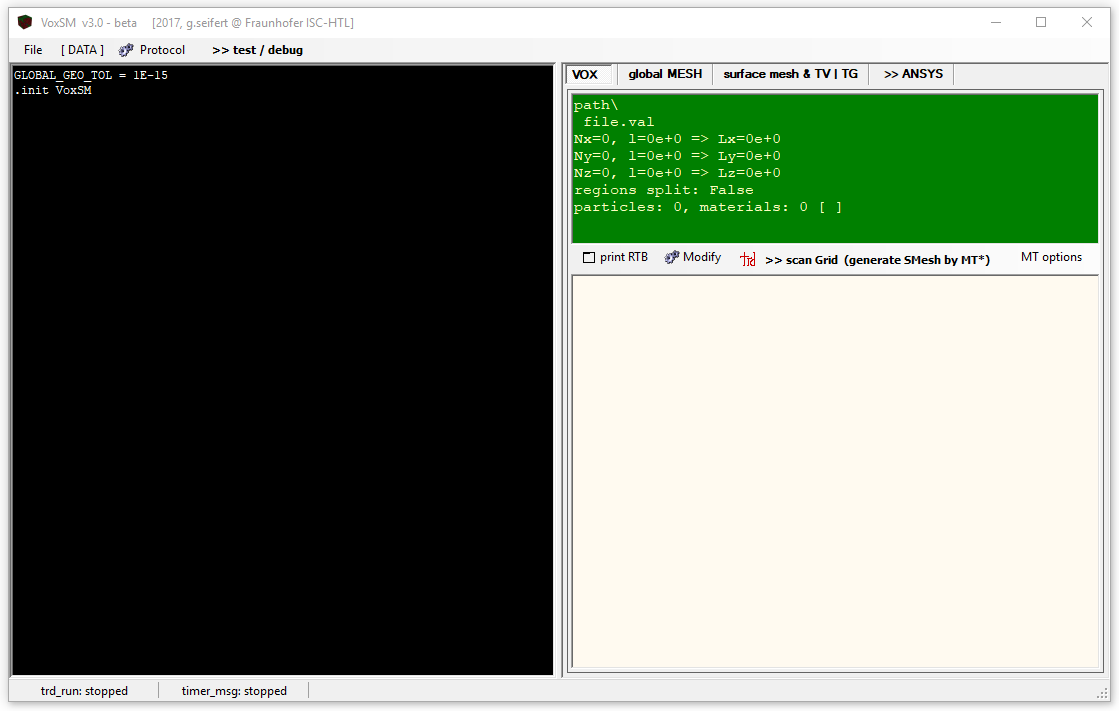 VoxSM v3.0 - beta [2017, g.seifert @ Fraunhofer ISC-HTL]
File [ DATA ] Protocol >> test / debug
GLOBAL_GEO_TOL = 1E-15
.init VoxSM
VOX global MESH surface mesh & TV | TG >> ANSYS
path\
file.val
Nx=0, l=0e+0 => Lx=0e+0
Ny=0, l=0e+0 => Ly=0e+0
Nz=0, l=0e+0 => Lz=0e+0
regions split: False
particles: 0, materials: 0 [ ]
print RTB Modify >> scan Grid (generate SMesh by MT*) MT options
trd_run: stopped timer_msg: stopped